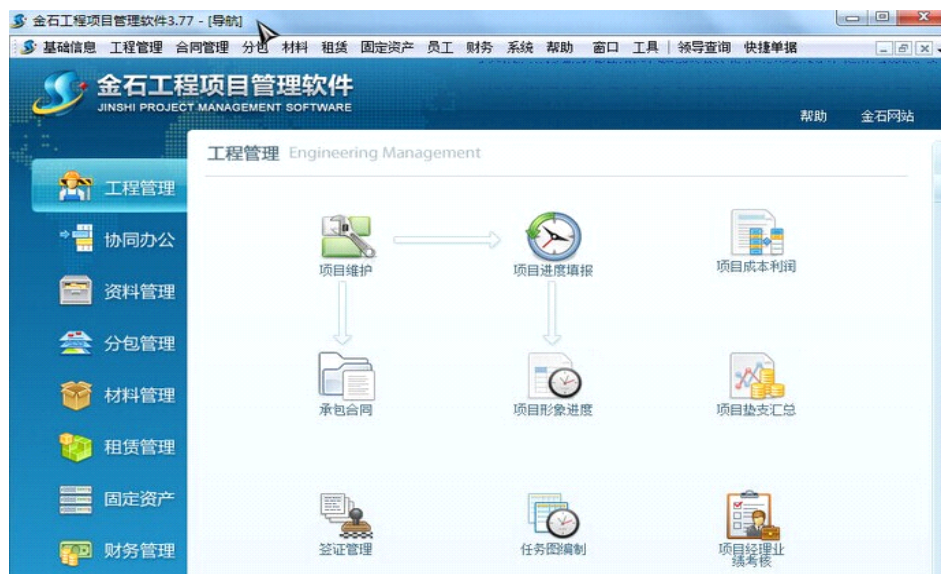 金石工程项目管理软件3.77 - [导航]
基础信息 工程管理 合同管理 分包 材料 租赁 固定资产 员工 财务 系统 帮助 窗口 工具 领导查询 快捷单据
金石工程项目管理软件
JINSHI PROJECT MANAGEMENT SOFTWARE
帮助 金石网站
工程管理 Engineering Management
工程管理
协同办公
资料管理
分包管理
材料管理
租赁管理
固定资产
财务管理
项目维护 项目进度填报 项目成本利润
承包合同 项目形象进度 项目垫支汇总
签证管理 任务图编制 项目经理业
绩考核